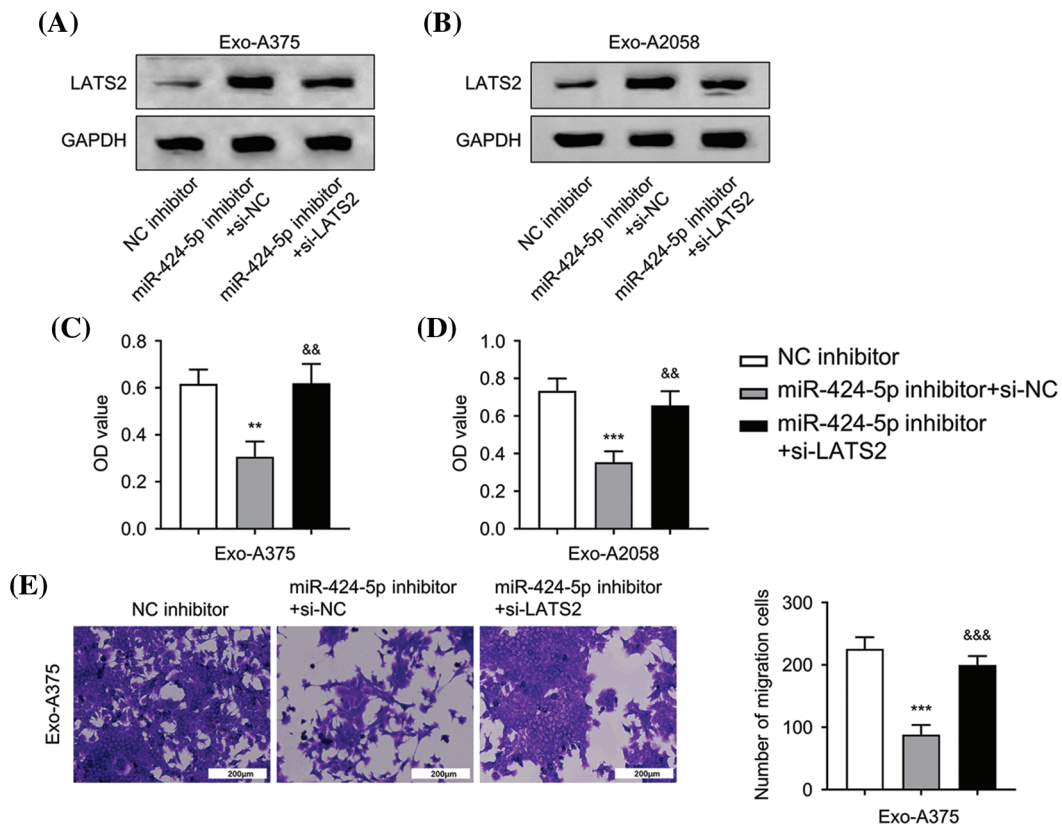 (A)
Exo-A375
LATS2
GAPDH
NC inhibitor
miR-424-5p inhibitor
+si-NC
miR-424-5p inhibitor
+si-LATS2
(B)
Exo-A2058
LATS2
GAPDH
NC inhibitor
miR-424-5p inhibitor
+si-NC
miR-424-5p inhibitor
+si-LATS2
(C)
OD value
0.8
0.6
0.4
0.2
0.0
**
&&
Exo-A375
(D)
OD value
1.0
0.8
0.6
0.4
0.2
0.0
***
&&
Exo-A2058
NC inhibitor
miR-424-5p inhibitor+si-NC
miR-424-5p inhibitor
+si-LATS2
(E)
Exo-A375
NC inhibitor
miR-424-5p inhibitor
+si-NC
miR-424-5p inhibitor
+si-LATS2
200μm
200μm
200μm
Number of migration cells
300
200
100
0
***
&&&
Exo-A375